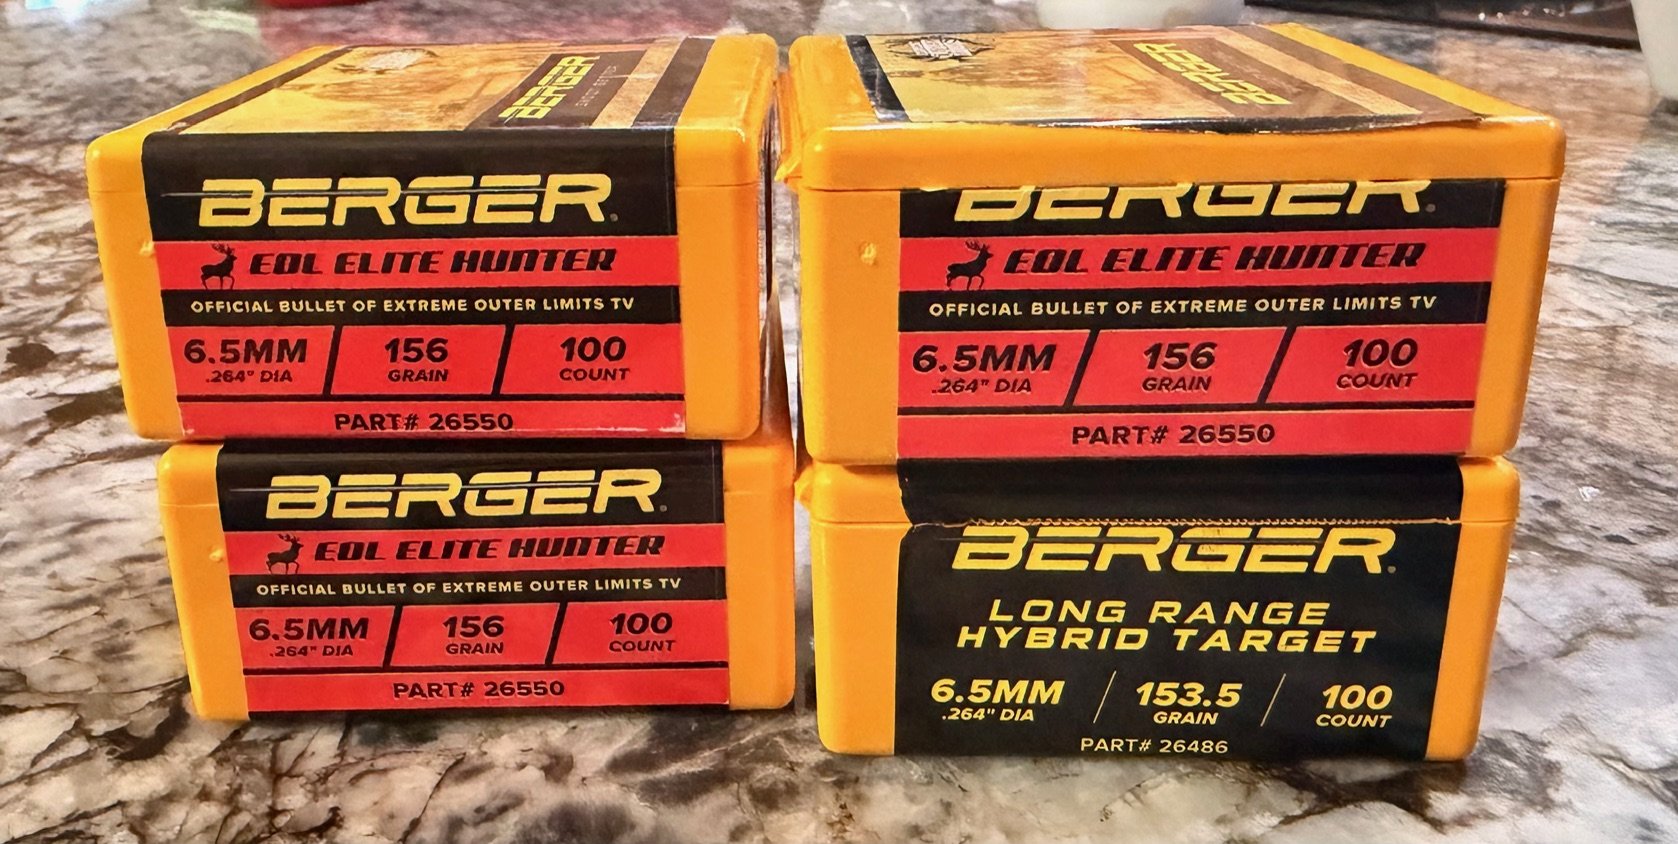 BERGER
BERGER
EOL ELITE HUNTER
OFFICIAL BULLET OF EXTREME OUTER LIMITS TV
6.5MM 156 100
.264" DIA GRAIN COUNT
PART# 26550
BERGER
BERGER
EOL ELITE HUNTER
OFFICIAL BULLET OF EXTREME OUTER LIMITS TV
6.5MM 156 100
.264" DIA GRAIN COUNT
PART# 26550
BERGER
EOL ELITE HUNTER
OFFICIAL BULLET OF EXTREME OUTER LIMITS TV
6.5MM 156 100
.264" DIA GRAIN COUNT
PART# 26550
BERGER
LONG RANGE
HYBRID TARGET
6.5MM 153.5 100
.264" DIA GRAIN COUNT
PART# 26486